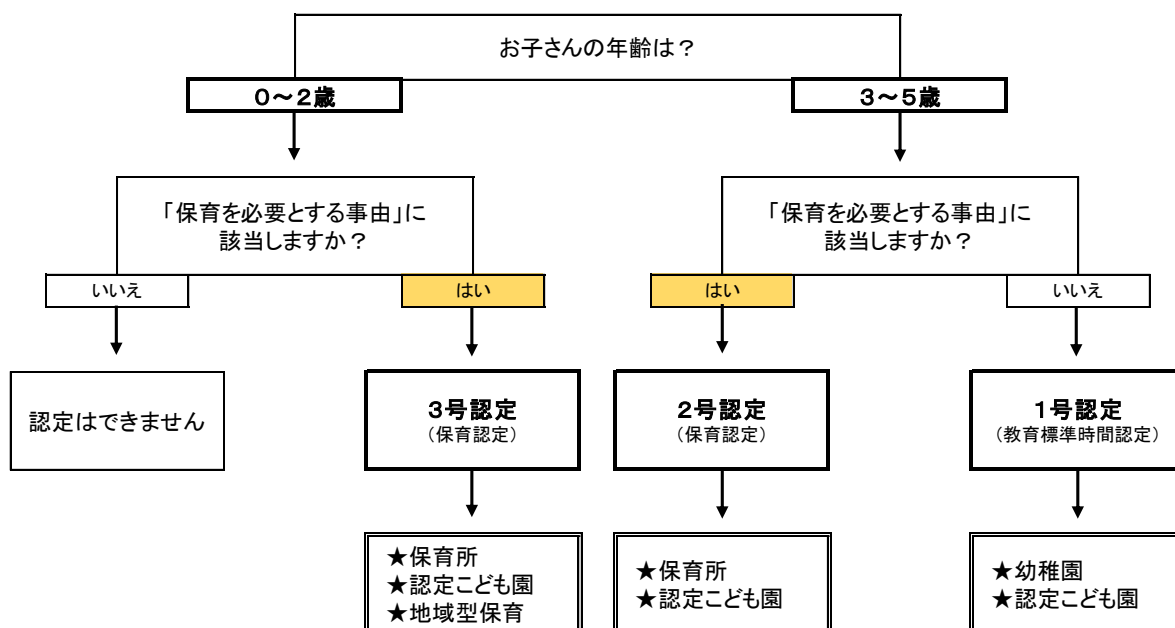 お子さんの年齢は？
０～２歳
３～５歳
「保育を必要とする事由」に
該当しますか？
「保育を必要とする事由」に
該当しますか？
いいえ
はい
はい
いいえ
認定はできません
３号認定
（保育認定）
２号認定
（保育認定）
１号認定
（教育標準時間認定）
★保育所
★認定こども園
★地域型保育
★保育所
★認定こども園
★幼稚園
★認定こども園